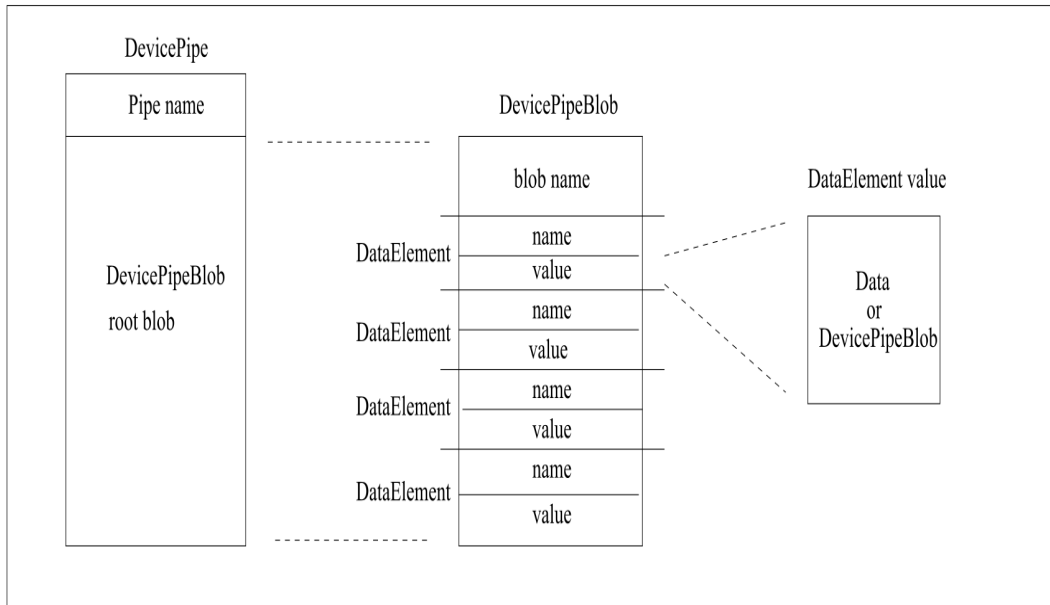 DevicePipe
Pipe name
DevicePipeBlob
root blob
DevicePipeBlob
blob name
DataElement
name
value
DataElement
name
value
DataElement
name
value
DataElement
name
value
DataElement value
Data
or
DevicePipeBlob